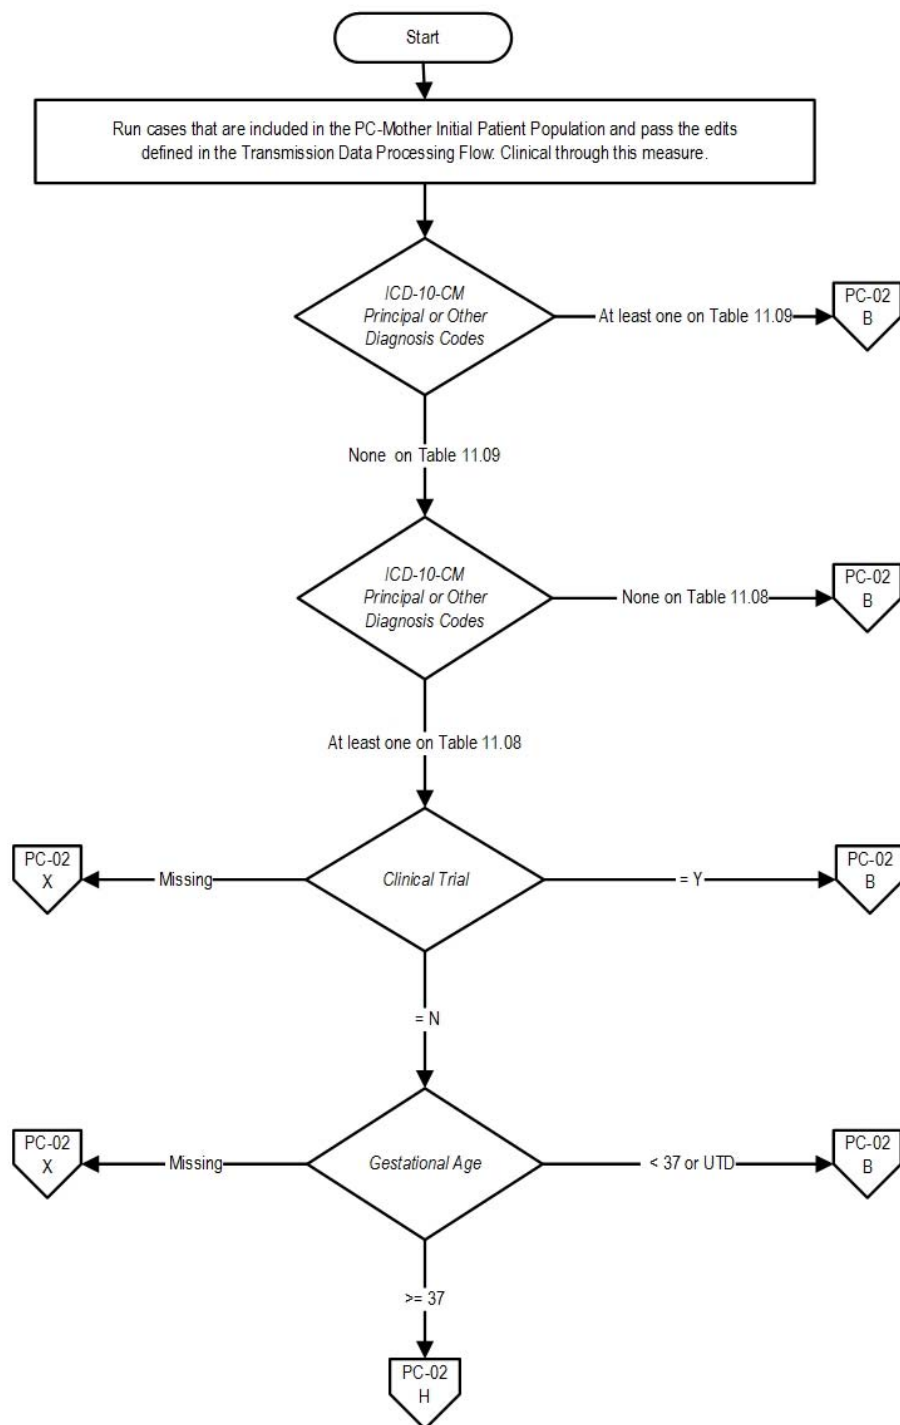 Start
Run cases that are included in the PC-Mother Initial Patient Population and pass the edits
defined in the Transmission Data Processing Flow: Clinical through this measure.
ICD-10-CM
Principal or Other
Diagnosis Codes
At least one on Table 11.09
PC-02
B
None on Table 11.09
ICD-10-CM
Principal or Other
Diagnosis Codes
None on Table 11.08
PC-02
B
At least one on Table 11.08
PC-02
X
Missing
Clinical Trial
= Y
PC-02
B
= N
PC-02
X
Missing
Gestational Age
< 37 or UTD
PC-02
B
>= 37
PC-02
H